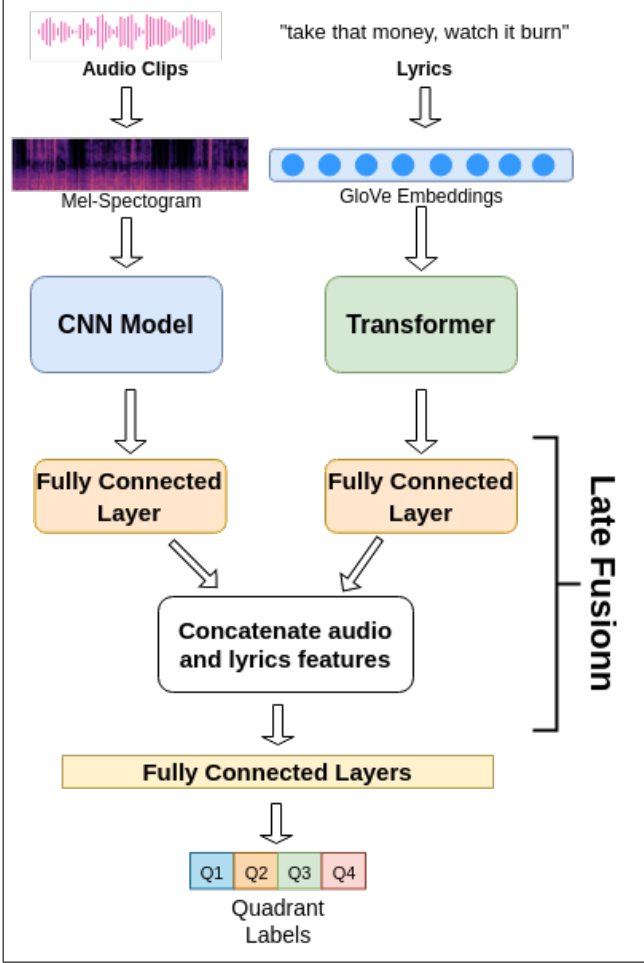 "take that money, watch it burn"
Audio Clips
Lyrics
Mel-Spectogram
GloVe Embeddings
CNN Model
Transformer
Fully Connected
Layer
Fully Connected
Layer
Late Fusionn
Concatenate audio
and lyrics features
Fully Connected Layers
Q1 Q2 Q3 Q4
Quadrant
Labels